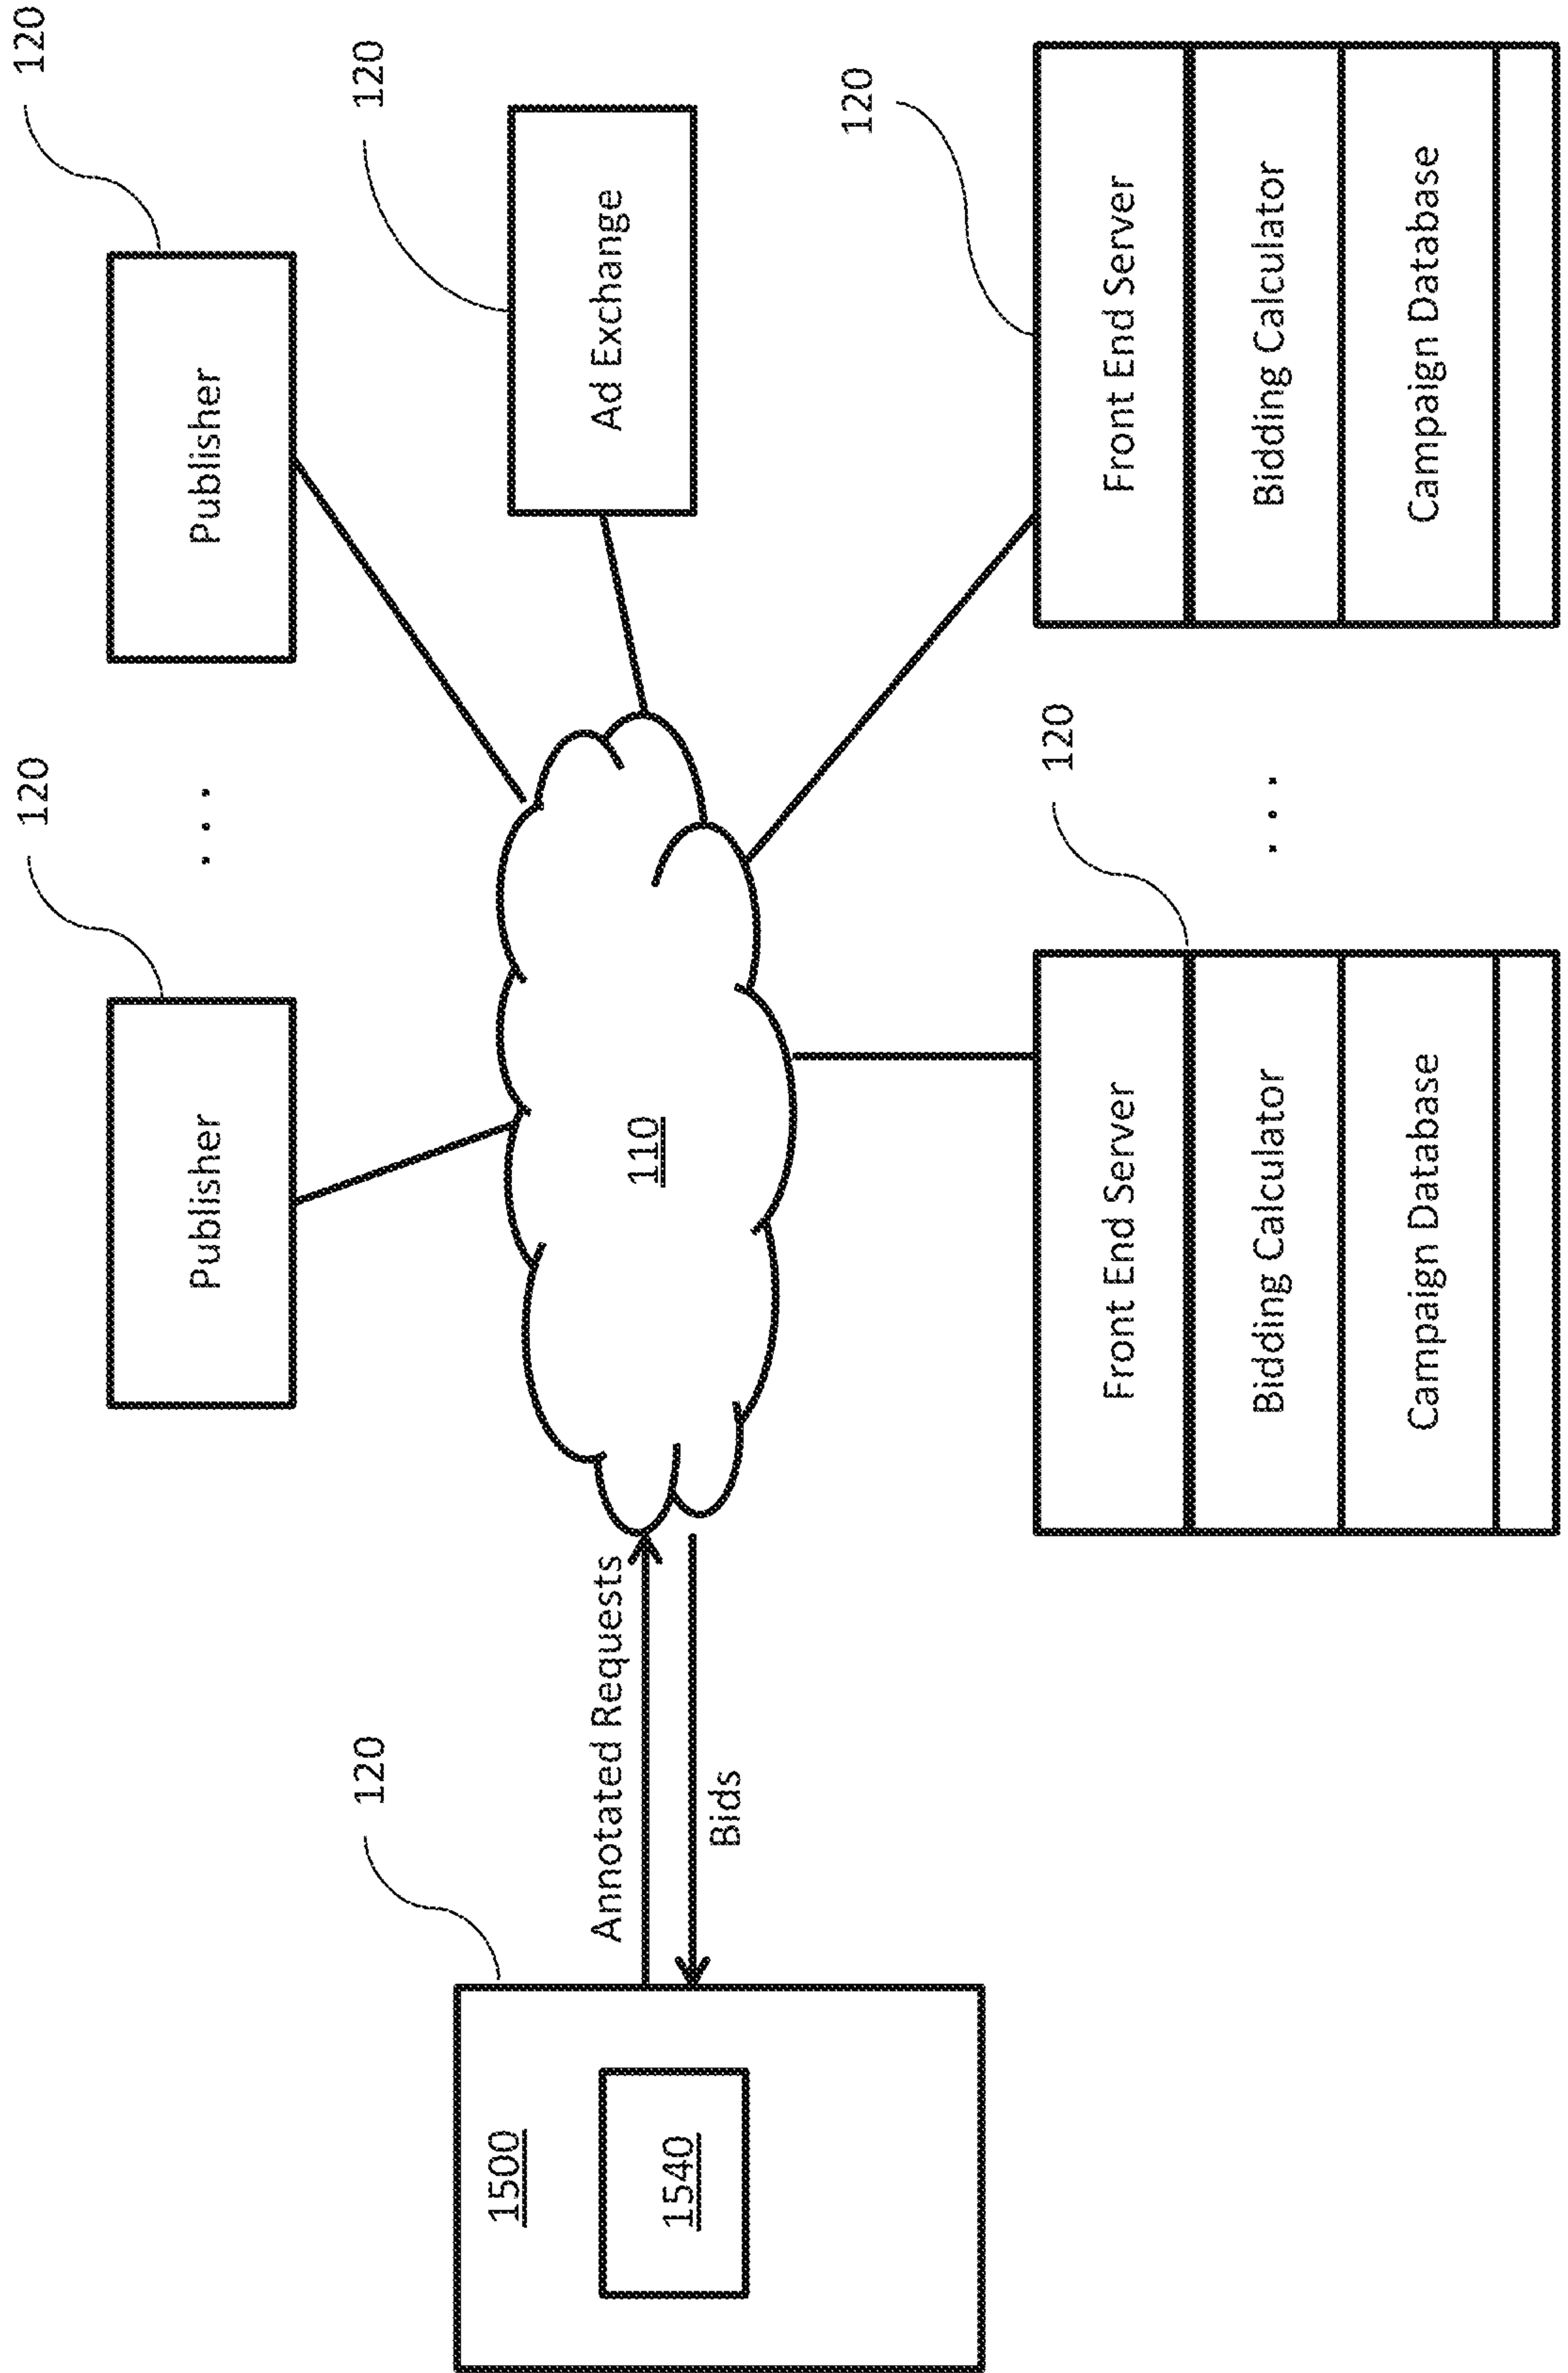 120
120
Publisher
...
Publisher
120
120
1500
Annotated Requests
Ad Exchange
110
1540
Bids
120
120
Front End Server
Front End Server
Bidding Calculator
...
Bidding Calculator
Campaign Database
Campaign Database